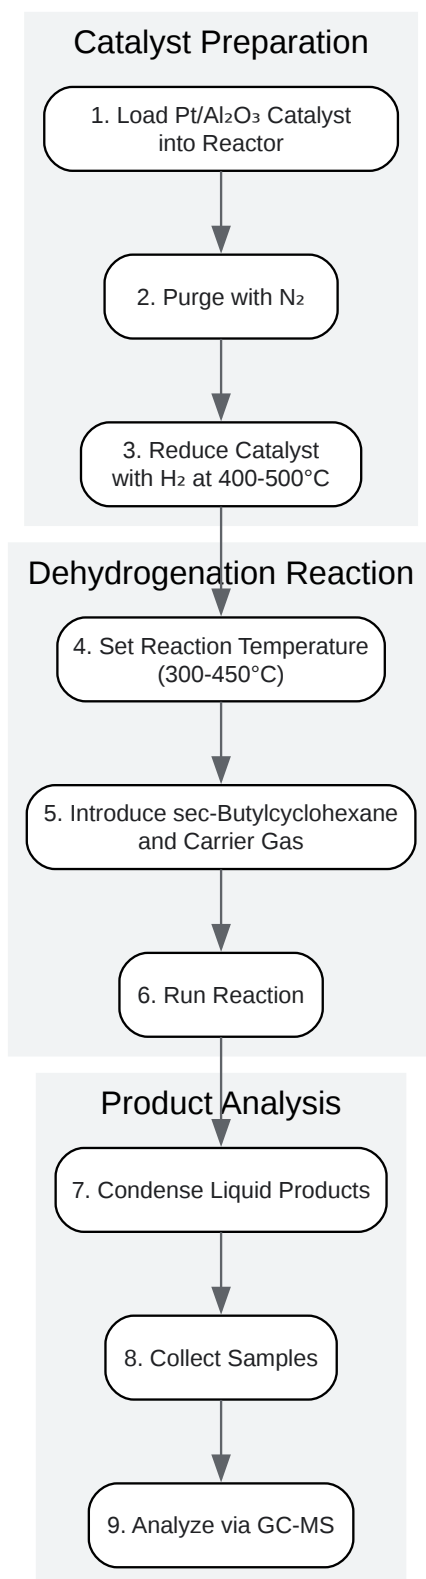 Catalyst Preparation
1. Load Pt/Al₂O₃ Catalyst
into Reactor
2. Purge with N₂
3. Reduce Catalyst
with H₂ at 400-500°C
Dehydrogenation Reaction
4. Set Reaction Temperature
(300-450°C)
5. Introduce sec-Butylcyclohexane
and Carrier Gas
6. Run Reaction
Product Analysis
7. Condense Liquid Products
8. Collect Samples
9. Analyze via GC-MS